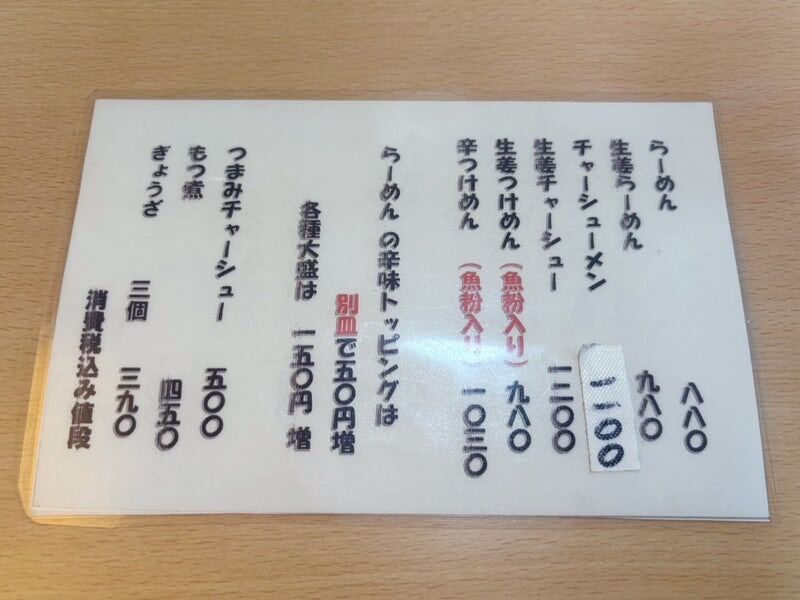 らーめん 八八〇
生姜らーめん 九八〇
チャーシューメン 一一００
生姜チャーシュー 一二〇〇
生姜つけめん (魚粉入り) 九八〇
辛つけめん (魚粉入り) 一〇三〇
らーめん の辛味トッピングは
別皿で五〇円増
各種大盛は 一五〇円 増
つまみチャーシュー 五〇〇
もつ煮 四五〇
ぎょうざ 三個 三九〇
消費税込み値段